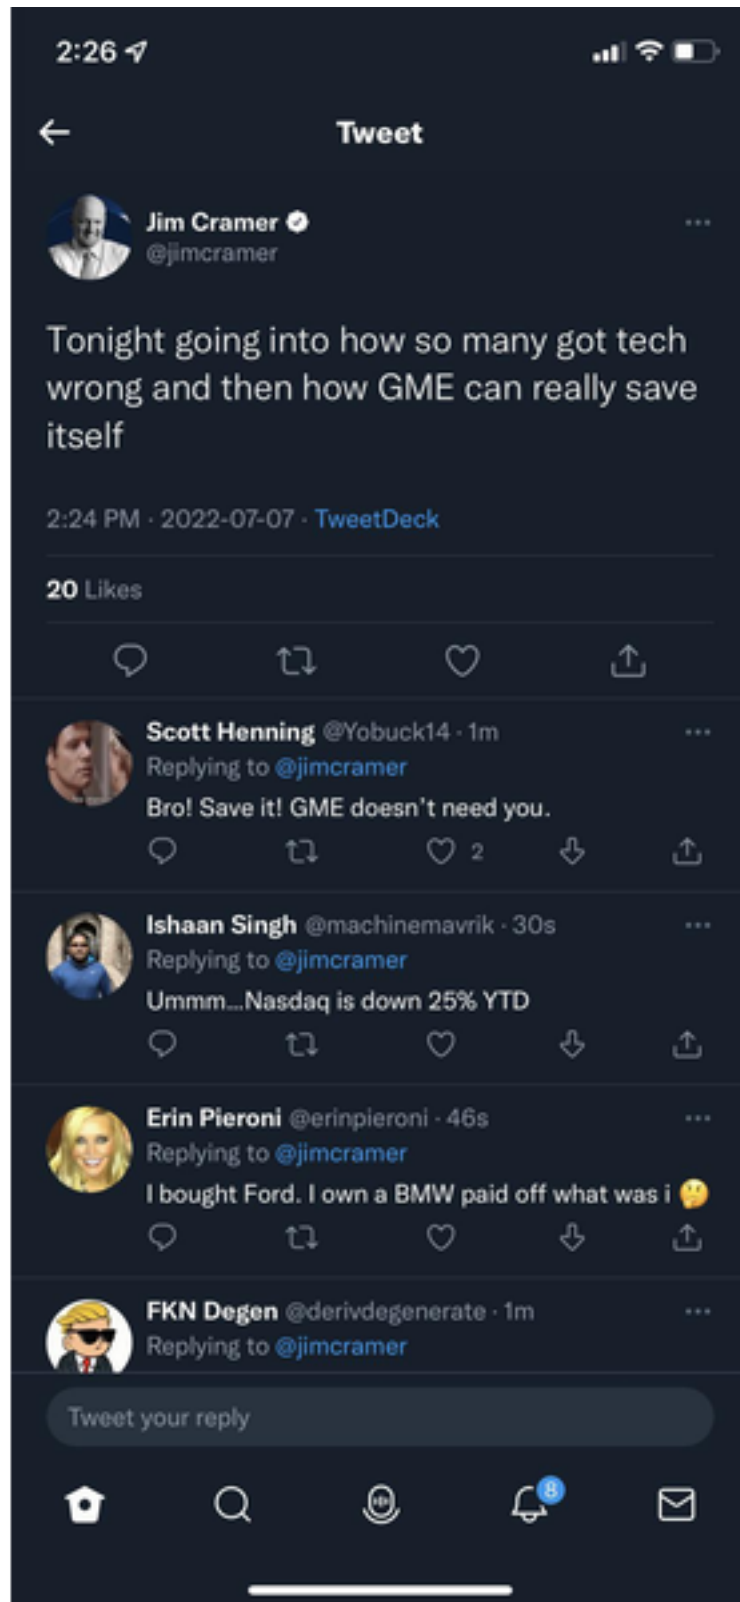 2:26
Tweet
Jim Cramer
@jimcramer
Tonight going into how so many got tech
wrong and then how GME can really save
itself
2:24 PM · 2022-07-07 · TweetDeck
20 Likes
Scott Henning @Yobuck14 · 1m
Replying to @jimcramer
Bro! Save it! GME doesn't need you.
2
Ishaan Singh @machinemavrik · 30s
Replying to @jimcramer
Ummm...Nasdaq is down 25% YTD
Erin Pieroni @erinpieroni · 46s
Replying to @jimcramer
I bought Ford. I own a BMW paid off what was i 🤔
FKN Degen @derivdegenerate · 1m
Replying to @jimcramer
Tweet your reply
8